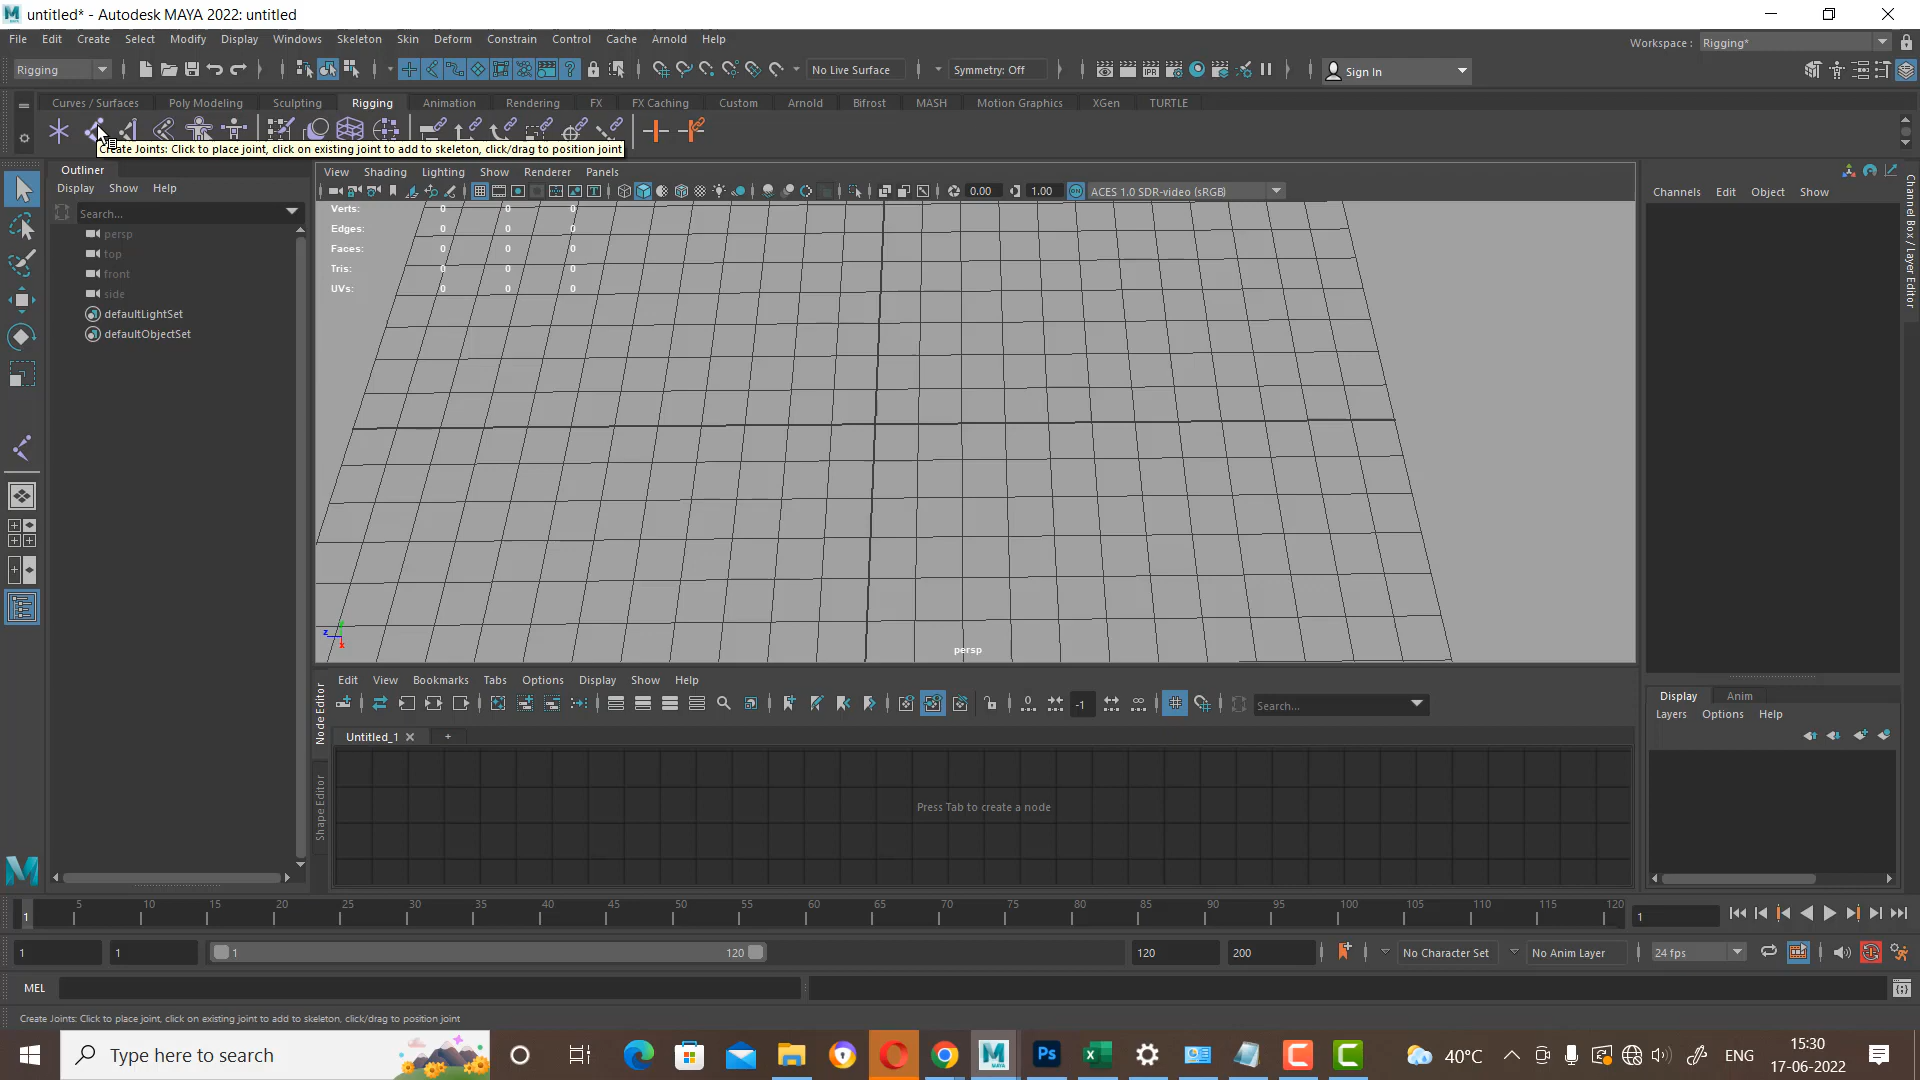 untitled* - Autodesk MAYA 2022: untitled
File Edit Create Select Modify Display Windows Skeleton Skin Deform Constrain Control Cache Arnold Help
Workspace : Rigging*
Rigging No Live Surface Symmetry: Off Sign In
Curves / Surfaces Poly Modeling Sculpting Rigging Animation Rendering FX FX Caching Custom Arnold Bifrost MASH Motion Graphics XGen TURTLE
Create Joints: Click to place joint, click on existing joint to add to skeleton, click/drag to position joint
Outliner
Display Show Help
Search...
persp
top
front
side
defaultLightSet
defaultObjectSet
View Shading Lighting Show Renderer Panels
0.00 1.00 ON ACES 1.0 SDR-video (sRGB)
Verts: 0 0 0
Edges: 0 0 0
Faces: 0 0 0
Tris: 0 0 0
UVs: 0 0 0
z y x
persp
Channels Edit Object Show
Channel Box / Layer Editor
Edit View Bookmarks Tabs Options Display Show Help
-1 Search...
Node Editor
Shape Editor
Untitled_1 +
Press Tab to create a node
Display Anim
Layers Options Help
1 5 10 15 20 25 30 35 40 45 50 55 60 65 70 75 80 85 90 95 100 105 110 115 120 1
1 1 1 120 120 200 No Character Set No Anim Layer 24 fps
MEL
Create Joints: Click to place joint, click on existing joint to add to skeleton, click/drag to position joint
Type here to search
40°C ENG
15:30
17-06-2022